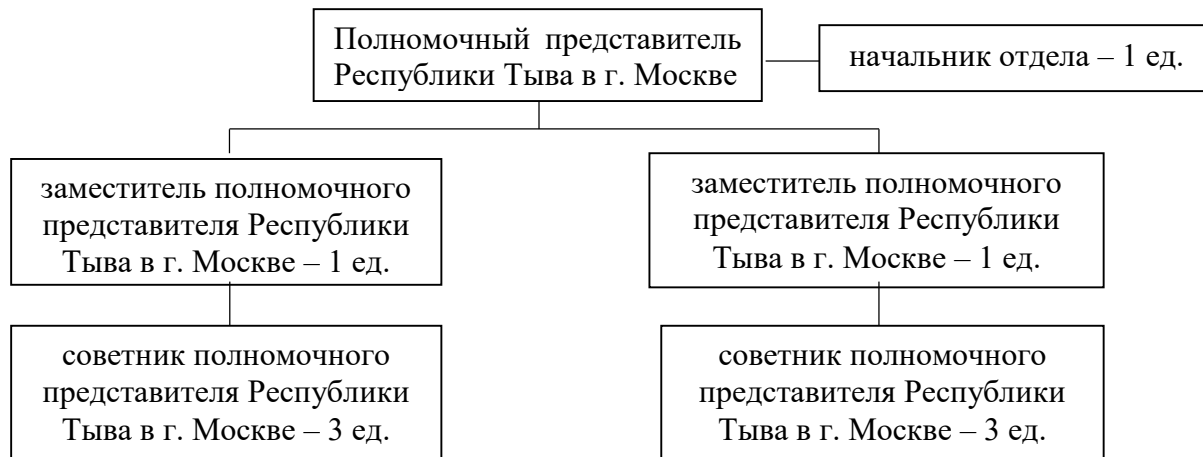 Полномочный представитель
Республики Тыва в г. Москве
начальник отдела – 1 ед.
заместитель полномочного
представителя Республики
Тыва в г. Москве – 1 ед.
заместитель полномочного
представителя Республики
Тыва в г. Москве – 1 ед.
советник полномочного
представителя Республики
Тыва в г. Москве – 3 ед.
советник полномочного
представителя Республики
Тыва в г. Москве – 3 ед.